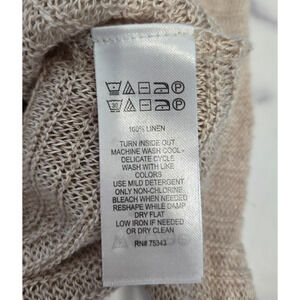 100% LINEN
TURN INSIDE OUT
MACHINE WASH COOL -
DELICATE CYCLE
WASH WITH LIKE
COLORS
USE MILD DETERGENT
ONLY NON-CHLORINE
BLEACH WHEN NEEDED
RESHAPE WHILE DAMP
DRY FLAT
LOW IRON IF NEEDED
OR DRY CLEAN
RN# 75343